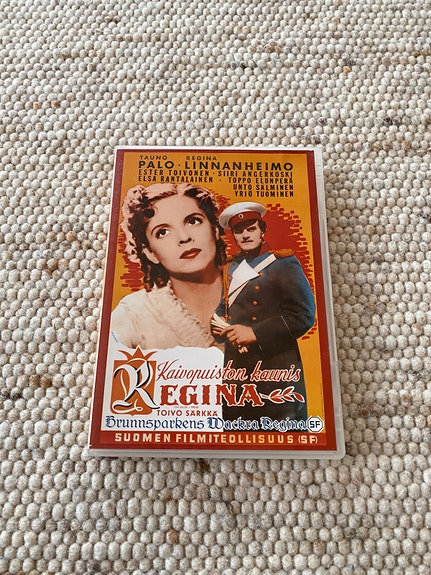 TAUNO REGINA
PALO · LINNANHEIMO
ESTER TOIVONEN · SIIRI ANGERKOSKI
ELSA RANTALAINEN · TOPPO ELONPERÄ
UNTO SALMINEN
YRJÖ TUOMINEN
Kaivopuiston kaunis
REGINA
TOIVO SÄRKKÄ
Brunnsparkens Wackra Regina SF
SUOMEN FILMITEOLLISUUS (SF)